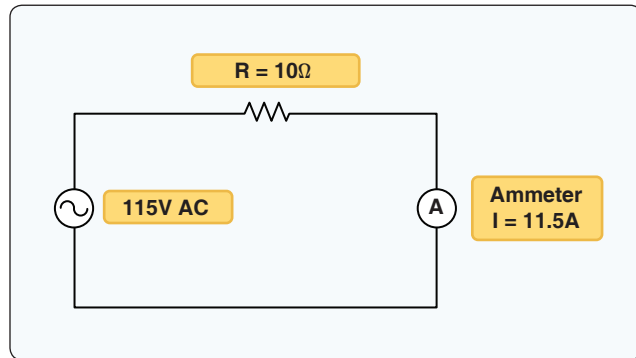 R = 10Ω
115V AC
A
Ammeter
I = 11.5A